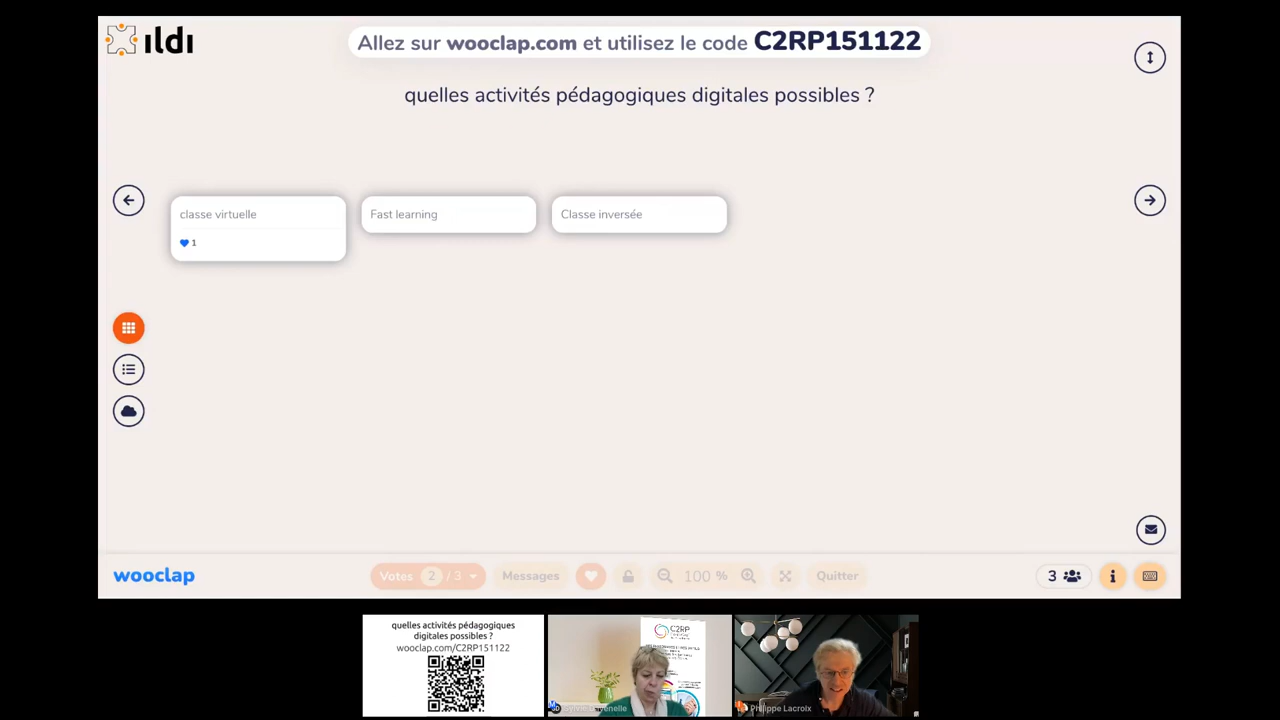 ıldı
Allez sur wooclap.com et utilisez le code C2RP151122
quelles activités pédagogiques digitales possibles ?
classe virtuelle
1
Fast learning
Classe inversée
wooclap
Votes 2 / 3
Messages
100 %
Quitter
3
quelles activités pédagogiques
digitales possibles ?
wooclap.com/C2RP151122
C2RP
Philippe Lacroix